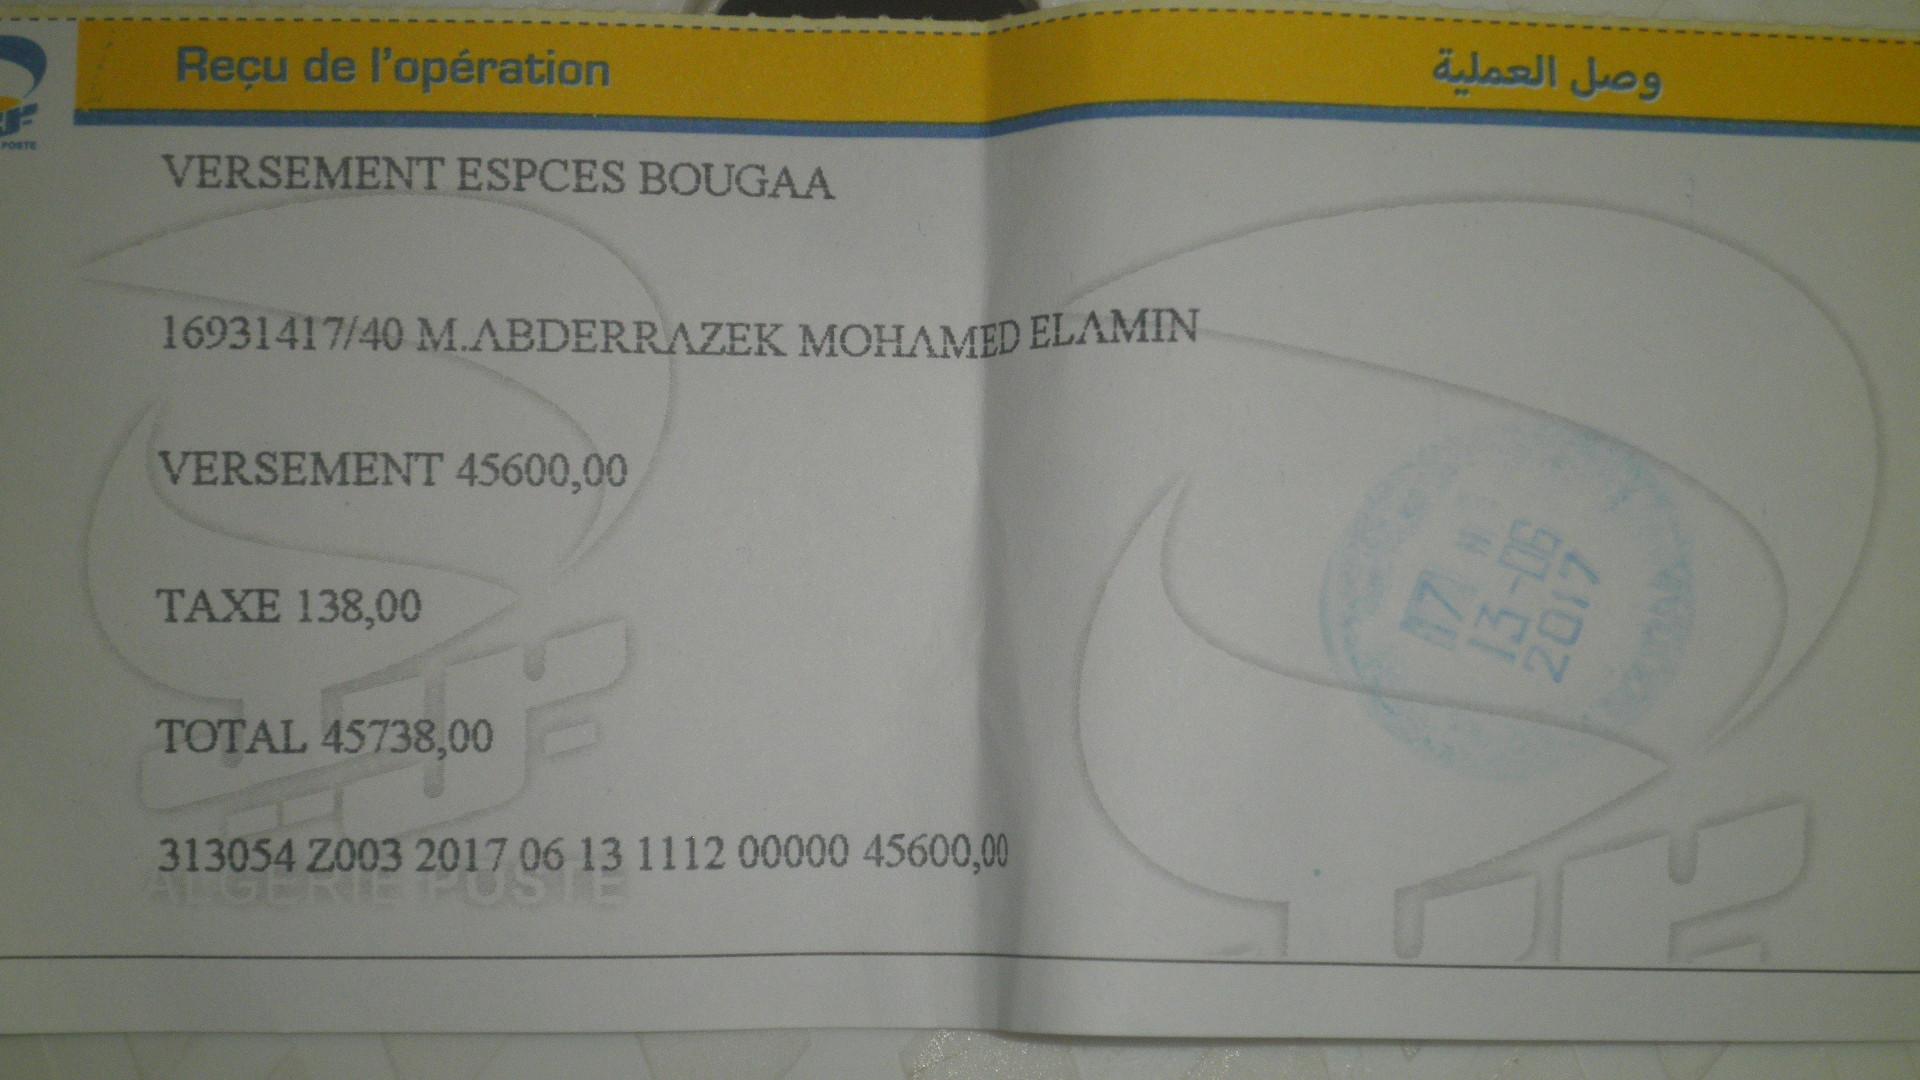 Reçu de l'opération
وصل العملية
POSTE
VERSEMENT ESPCES BOUGAA
16931417/40 M.ABDERRAZEK MOHAMED ELAMIN
VERSEMENT 45600,00
TAXE 138,00
TOTAL 45738,00
313054 Z003 2017 06 13 1112 00000 45600,00
ALGERIE POSTE
13-06
2017